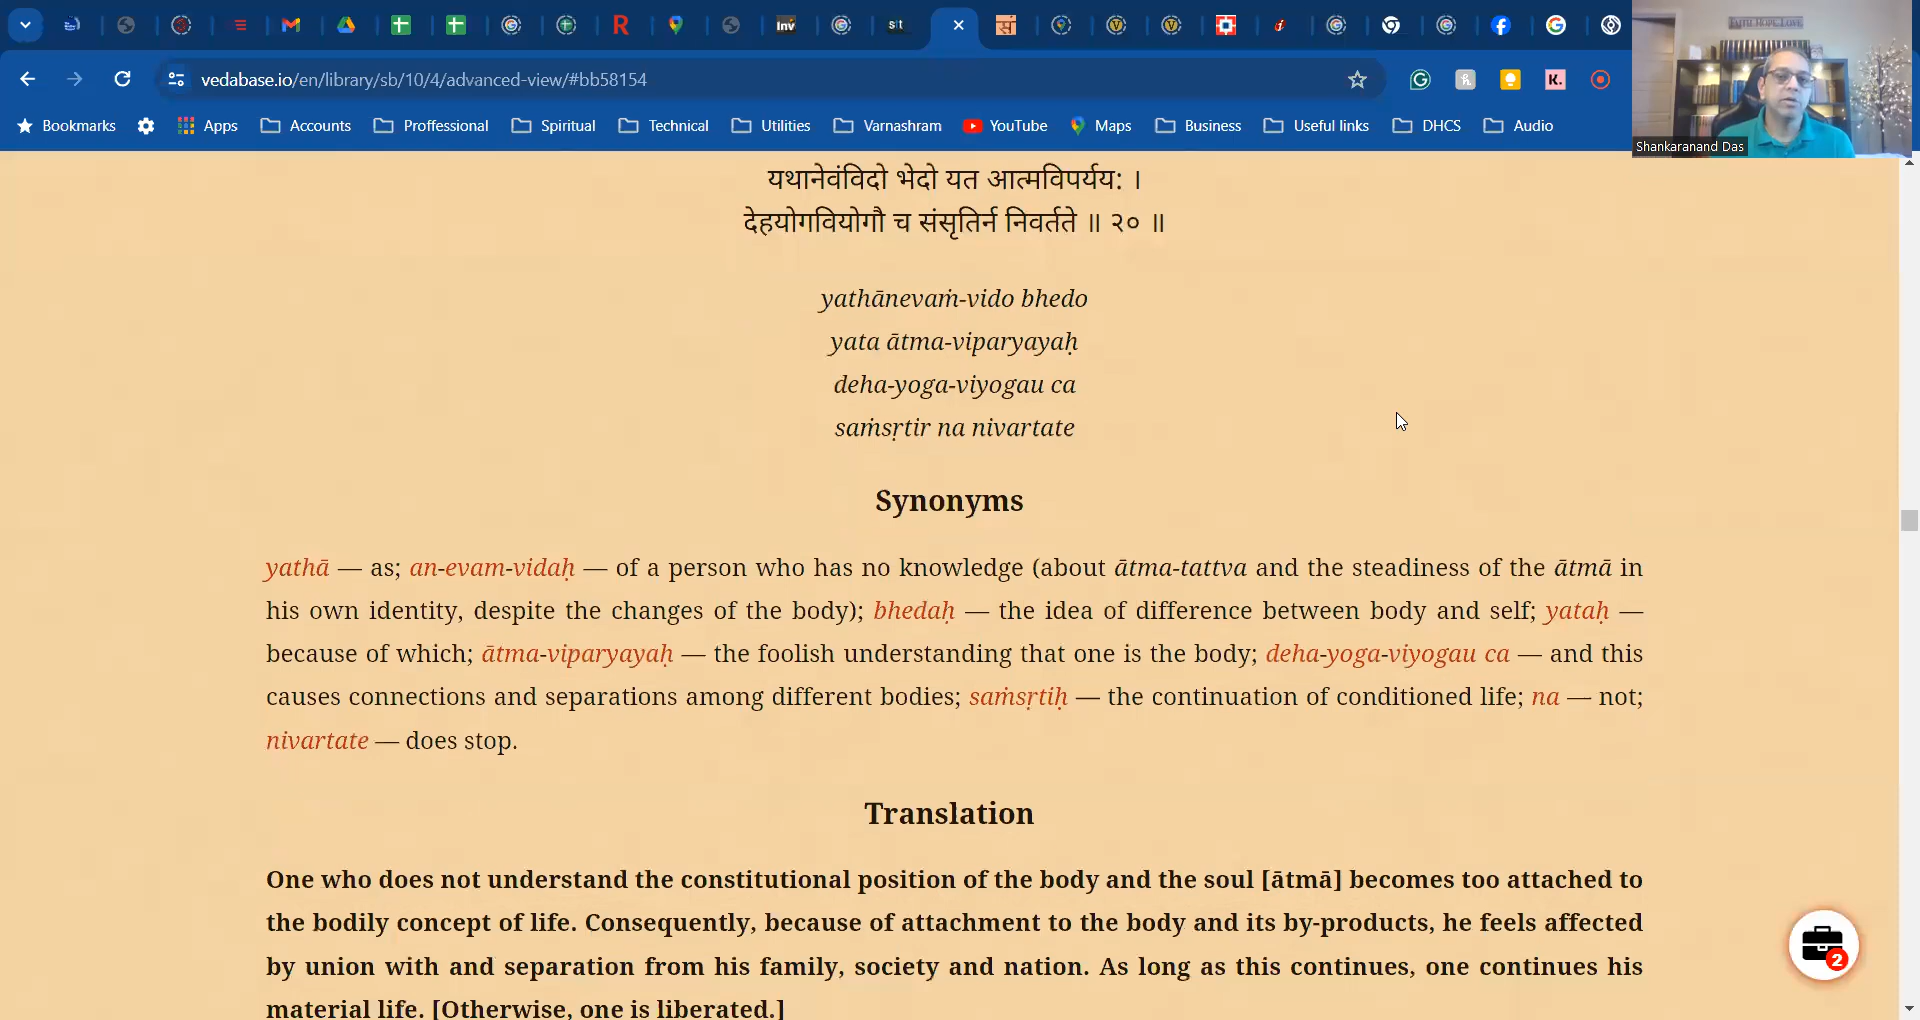 Inv
s!t
vedabase.io/en/library/sb/10/4/advanced-view/#bb58154
K.
Bookmarks Apps Accounts Proffessional Spiritual Technical Utilities Varnashram YouTube Maps Business Useful links DHCS Audio
FAITH HOPE LOVE
Shankaranand Das
यथानेवंविदो भेदो यत आत्मविपर्यय: ।
देहयोगवियोगौ च संसृतिर्न निवर्तते ॥ २० ॥
yathānevaṁ-vido bhedo
yata ātma-viparyayaḥ
deha-yoga-viyogau ca
saṁsṛtir na nivartate
Synonyms
yathā — as; an-evam-vidaḥ — of a person who has no knowledge (about ātma-tattva and the steadiness of the ātmā in
his own identity, despite the changes of the body); bhedaḥ — the idea of difference between body and self; yataḥ —
because of which; ātma-viparyayaḥ — the foolish understanding that one is the body; deha-yoga-viyogau ca — and this
causes connections and separations among different bodies; saṁsṛtiḥ — the continuation of conditioned life; na — not;
nivartate — does stop.
Translation
One who does not understand the constitutional position of the body and the soul [ātmā] becomes too attached to
the bodily concept of life. Consequently, because of attachment to the body and its by-products, he feels affected
by union with and separation from his family, society and nation. As long as this continues, one continues his
material life. [Otherwise, one is liberated.]
2